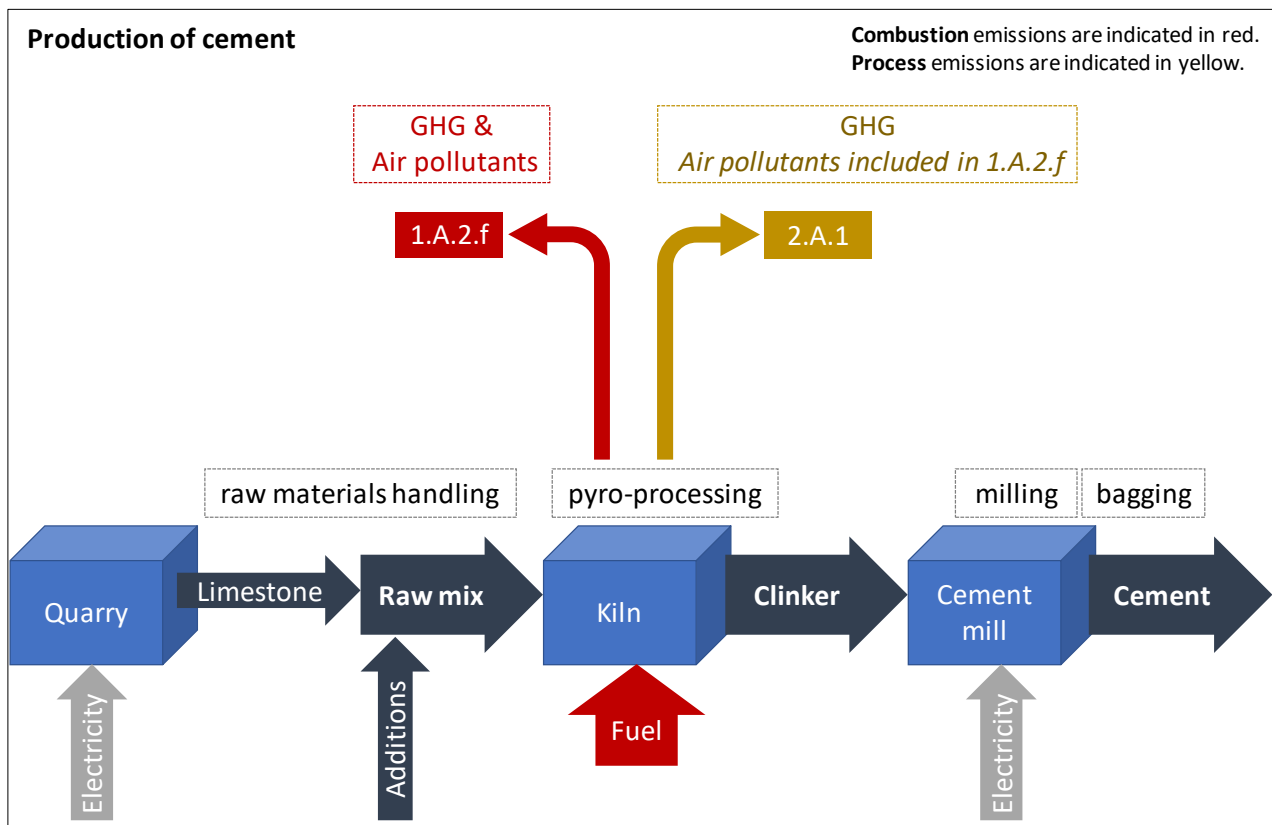 Production of cement
Combustion emissions are indicated in red.
Process emissions are indicated in yellow.
GHG &
Air pollutants
GHG
Air pollutants included in 1.A.2.f
1.A.2.f
2.A.1
raw materials handling
pyro-processing
milling
bagging
Quarry
Limestone
Raw mix
Kiln
Clinker
Cement
mill
Cement
Electricity
Additions
Fuel
Electricity